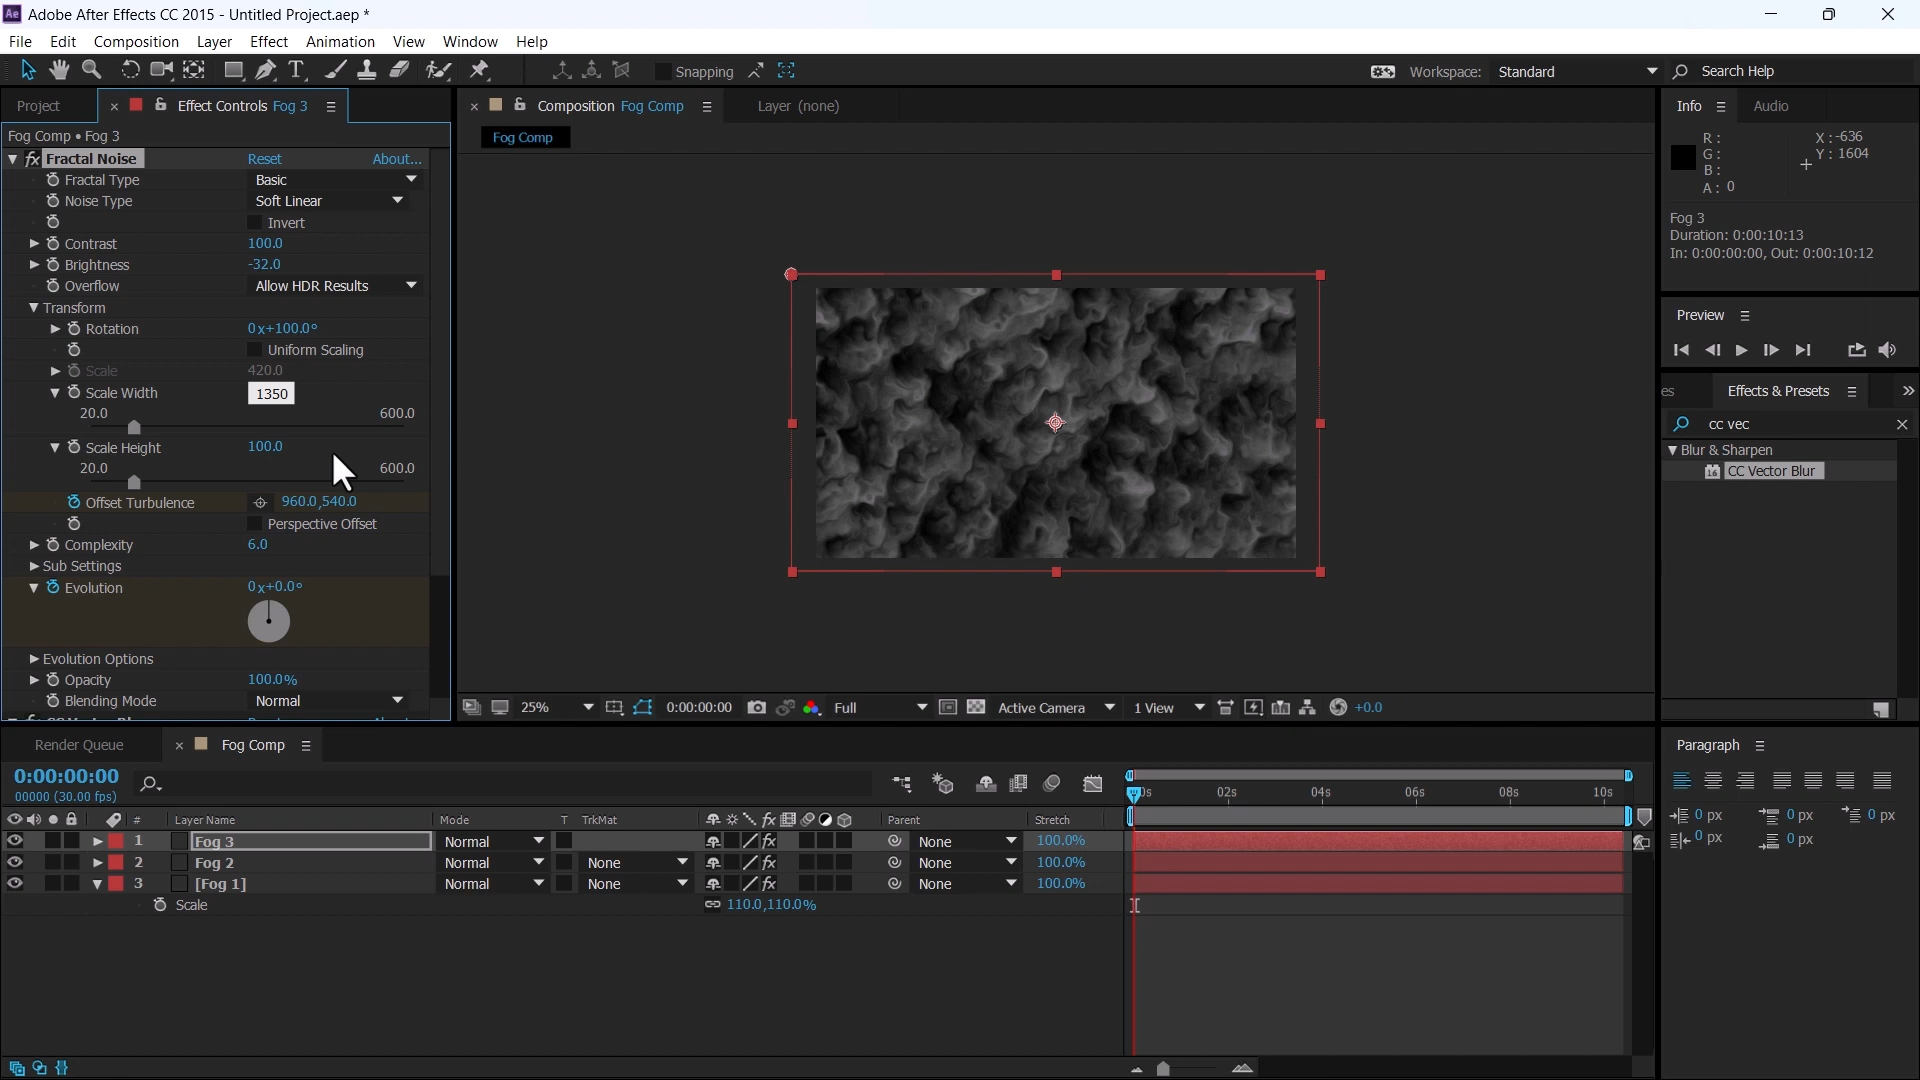 Ae Adobe After Effects CC 2015 - Untitled Project.aep *
File Edit Composition Layer Effect Animation View Window Help
T Snapping Workspace: Standard Search Help
Project × Effect Controls Fog 3 × Composition Fog Comp Layer (none) Info Audio
Fog Comp • Fog 3
Fog Comp
R: X: -636
G: Y: 1604
B:
A: 0
fx Fractal Noise Reset About...
Fractal Type Basic
Noise Type Soft Linear
Invert
Contrast 100.0
Brightness -32.0
Overflow Allow HDR Results
Transform
Rotation 0x+100.0°
Uniform Scaling
Scale 420.0
Scale Width 1350
20.0 600.0
Scale Height 100.0
20.0 600.0
Offset Turbulence 960.0,540.0
Perspective Offset
Complexity 6.0
Sub Settings
Evolution 0x+0.0°
Evolution Options
Opacity 100.0%
Blending Mode Normal
Fog 3
Duration: 0:00:10:13
In: 0:00:00:00, Out: 0:00:10:12
Preview
es Effects & Presets »
cc vec ×
Blur & Sharpen
16 CC Vector Blur
25% 0:00:00:00 Full Active Camera 1 View +0.0
Render Queue × Fog Comp
0:00:00:00
00000 (30.00 fps)
02s 04s 06s 08s 10s
# Layer Name Mode T TrkMat fx Parent Stretch
1 Fog 3 Normal fx None 100.0%
2 Fog 2 Normal None fx None 100.0%
3 [Fog 1] Normal None fx None 100.0%
Scale 110.0,110.0%
Paragraph
0 px 0 px 0 px
0 px 0 px